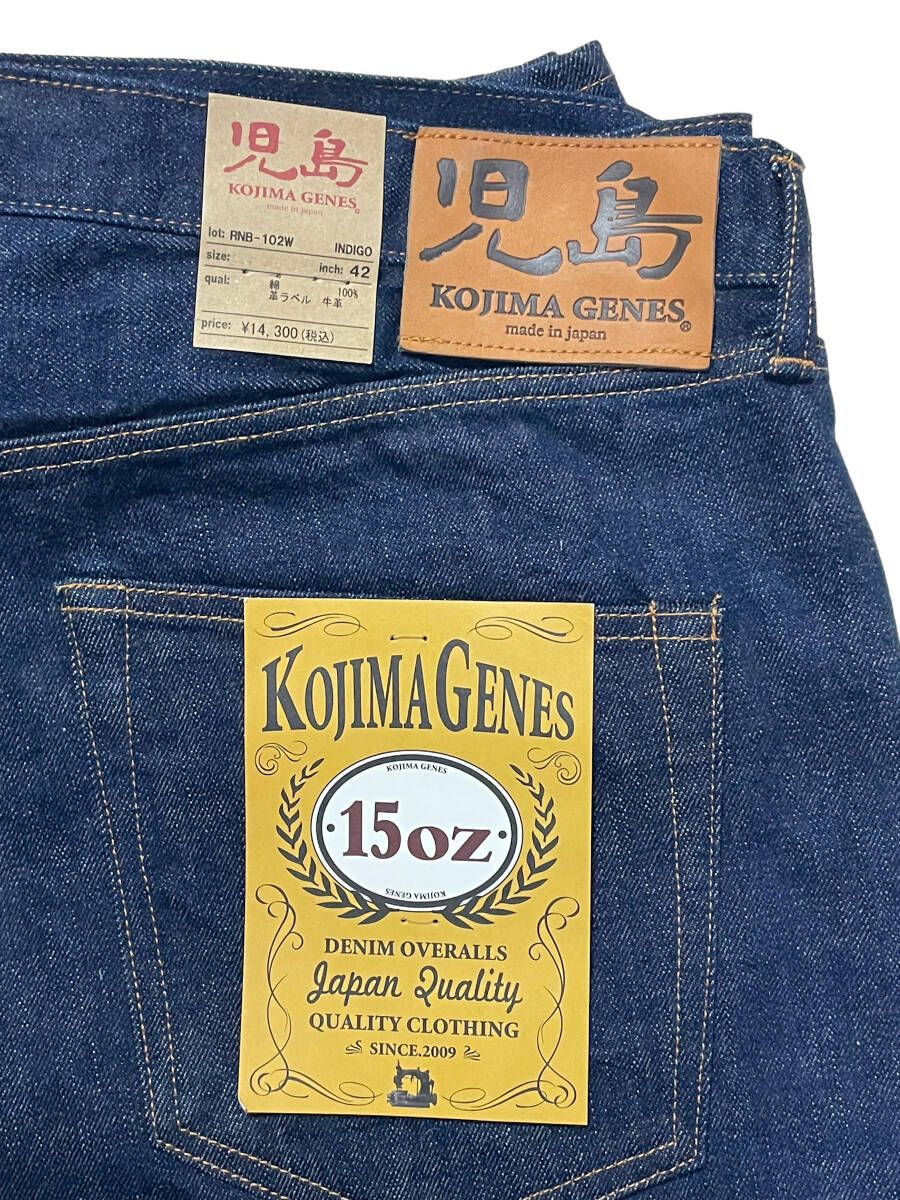 児島
KOJIMA GENES
made in japan
lot: RNB-102W INDIGO
size: inch: 42
qual: 綿 100%
革ラベル 牛革
price: ¥14,300(税込)
児島
KOJIMA GENES®
made in japan
KOJIMA GENES
KOJIMA GENES
·15oz·
KOJIMA GENES
DENIM OVERALLS
Japan Quality
QUALITY CLOTHING
SINCE.2009